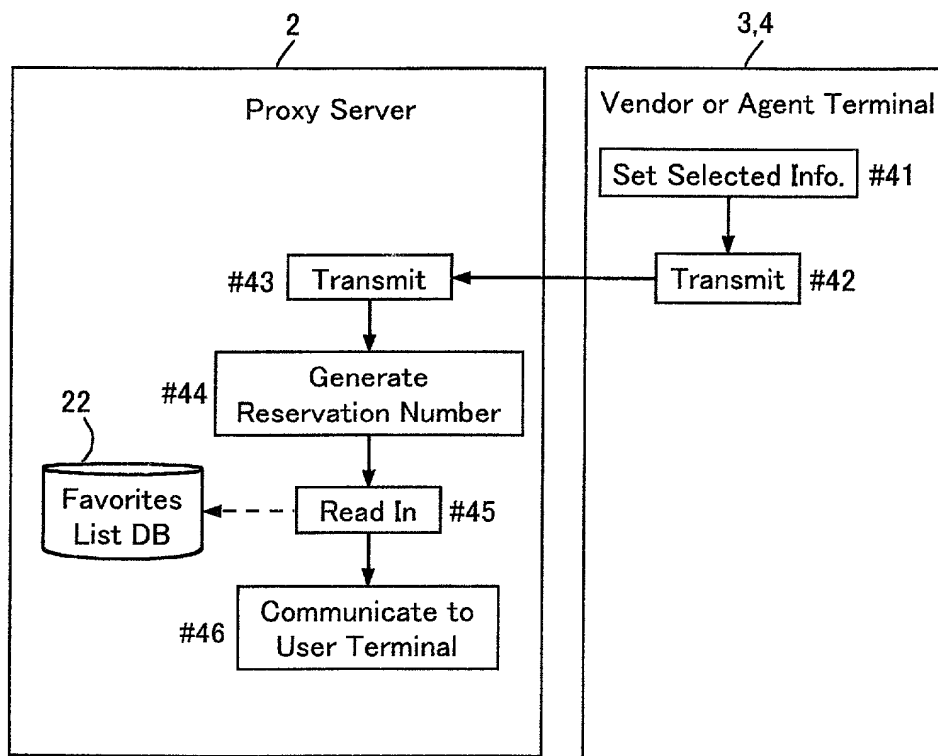 2
3,4
Proxy Server
Vendor or Agent Terminal
Set Selected Info. #41
#43 Transmit
Transmit #42
#44
Generate
Reservation Number
22
Favorites
List DB
Read In #45
#46
Communicate to
User Terminal